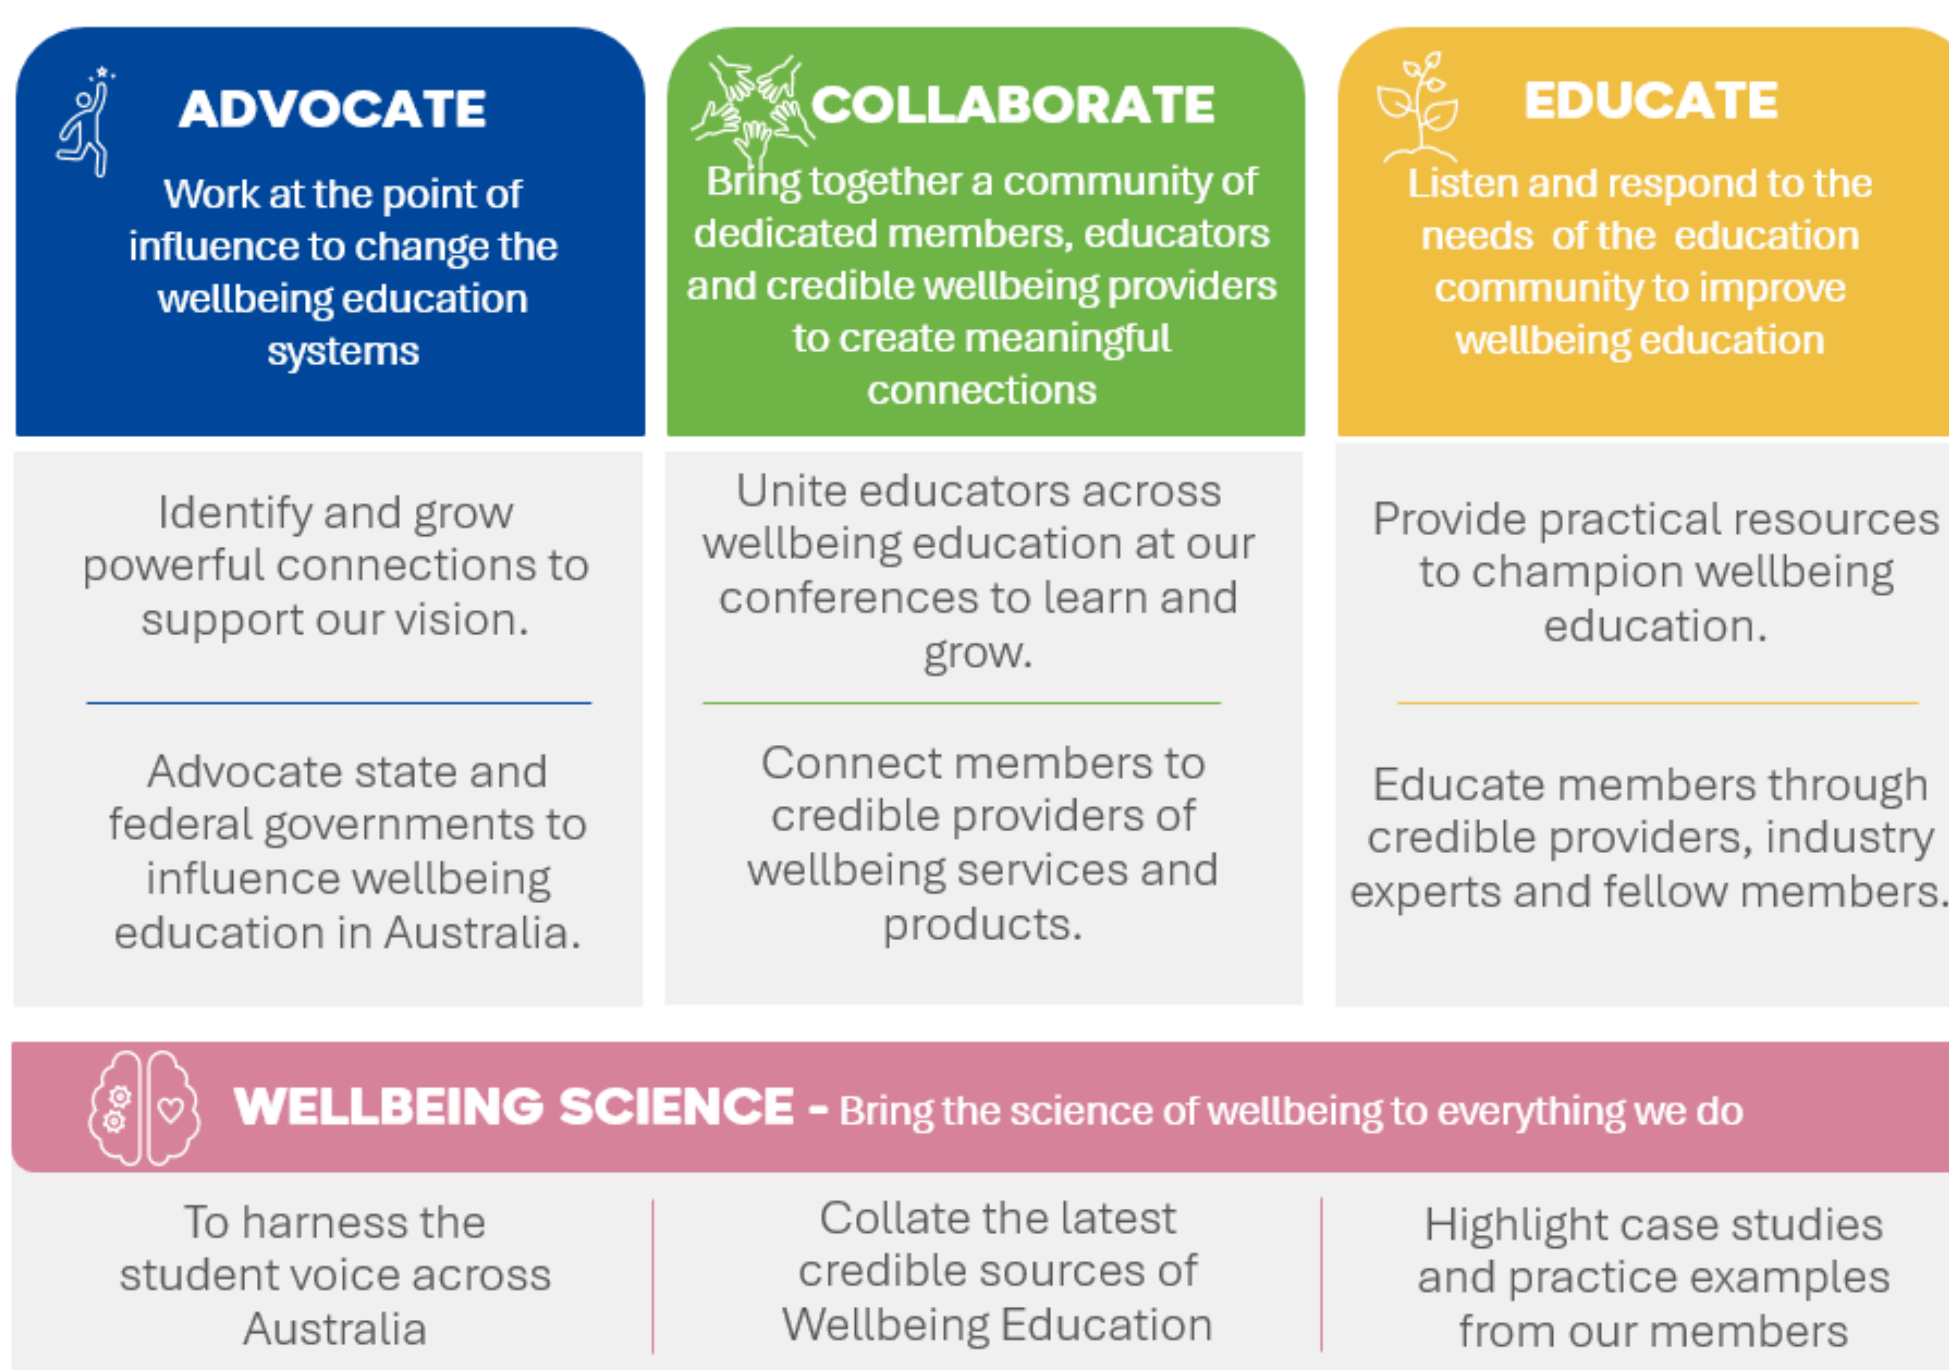 ADVOCATE
Work at the point of
influence to change the
wellbeing education
systems
Identify and grow
powerful connections to
support our vision.
Advocate state and
federal governments to
influence wellbeing
education in Australia.
COLLABORATE
Bring together a community of
dedicated members, educators
and credible wellbeing providers
to create meaningful
connections
Unite educators across
wellbeing education at our
conferences to learn and
grow.
Connect members to
credible providers of
wellbeing services and
products.
EDUCATE
Listen and respond to the
needs of the education
community to improve
wellbeing education
Provide practical resources
to champion wellbeing
education.
Educate members through
credible providers, industry
experts and fellow members.
WELLBEING SCIENCE - Bring the science of wellbeing to everything we do
To harness the
student voice across
Australia
Collate the latest
credible sources of
Wellbeing Education
Highlight case studies
and practice examples
from our members